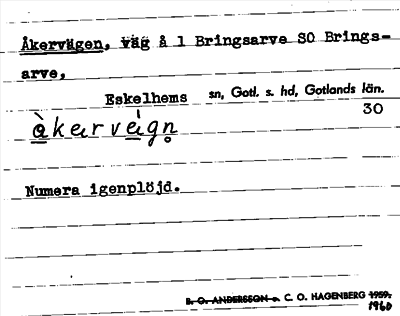 Åkervägen, väg å 1 Bringsarve SO Brings-
arve,
Eskelhems sn, Gotl. s. hd, Gotlands län.
30
àkarvèign̥
Numera igenplöjd.
B. O. ANDERSSON o. C. O. HAGENBERG 1959.
1960